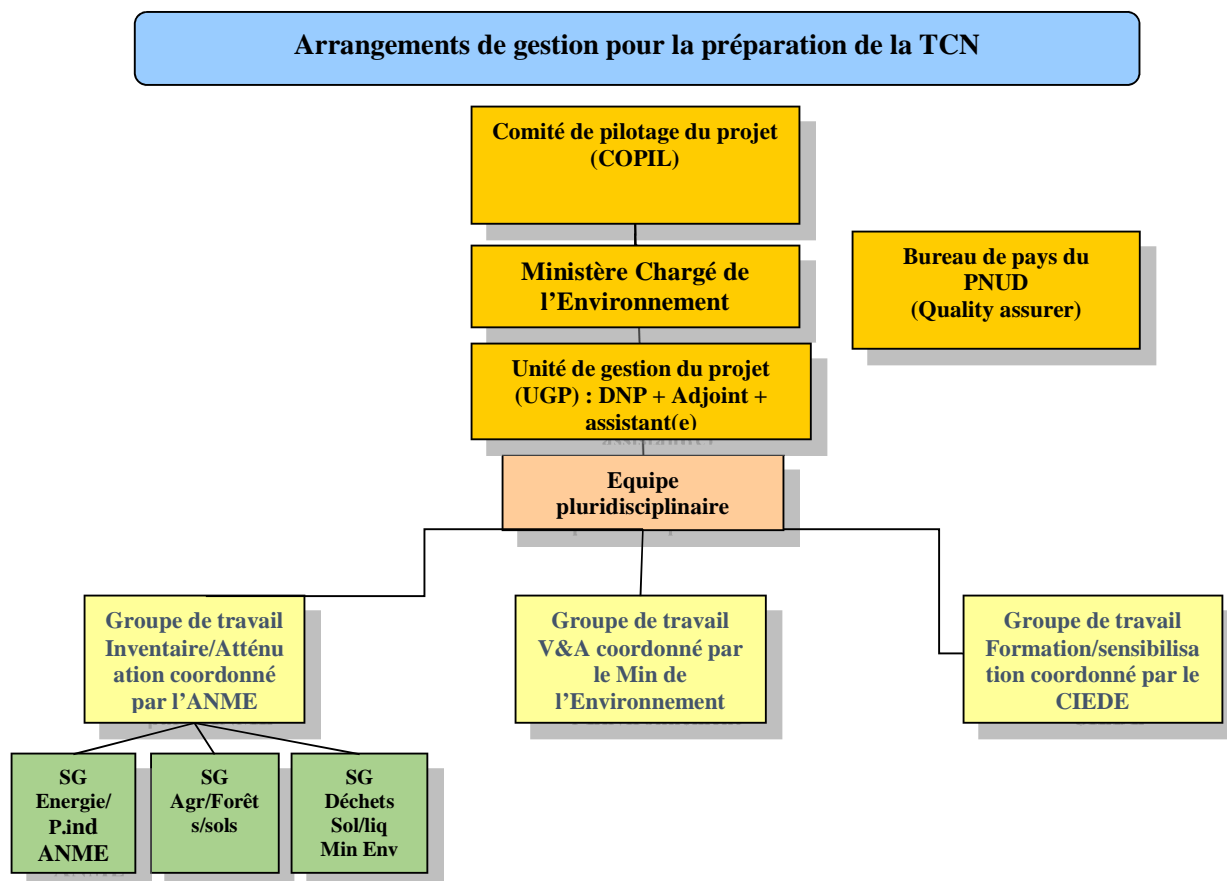 Arrangements de gestion pour la préparation de la TCN
Comité de pilotage du projet
(COPIL)
Ministère Chargé de
l’Environnement
Bureau de pays du
PNUD
(Quality assurer)
Unité de gestion du projet
(UGP) : DNP + Adjoint +
assistant(e)
Equipe
pluridisciplinaire
Groupe de travail
Inventaire/Atténu
ation coordonné
par l’ANME
Groupe de travail
V&A coordonné par
le Min de
l’Environnement
Groupe de travail
Formation/sensibilisa
tion coordonné par le
CIEDE
SG
Energie/
P.ind
ANME
SG
Agr/Forêt
s/sols
SG
Déchets
Sol/liq
Min Env